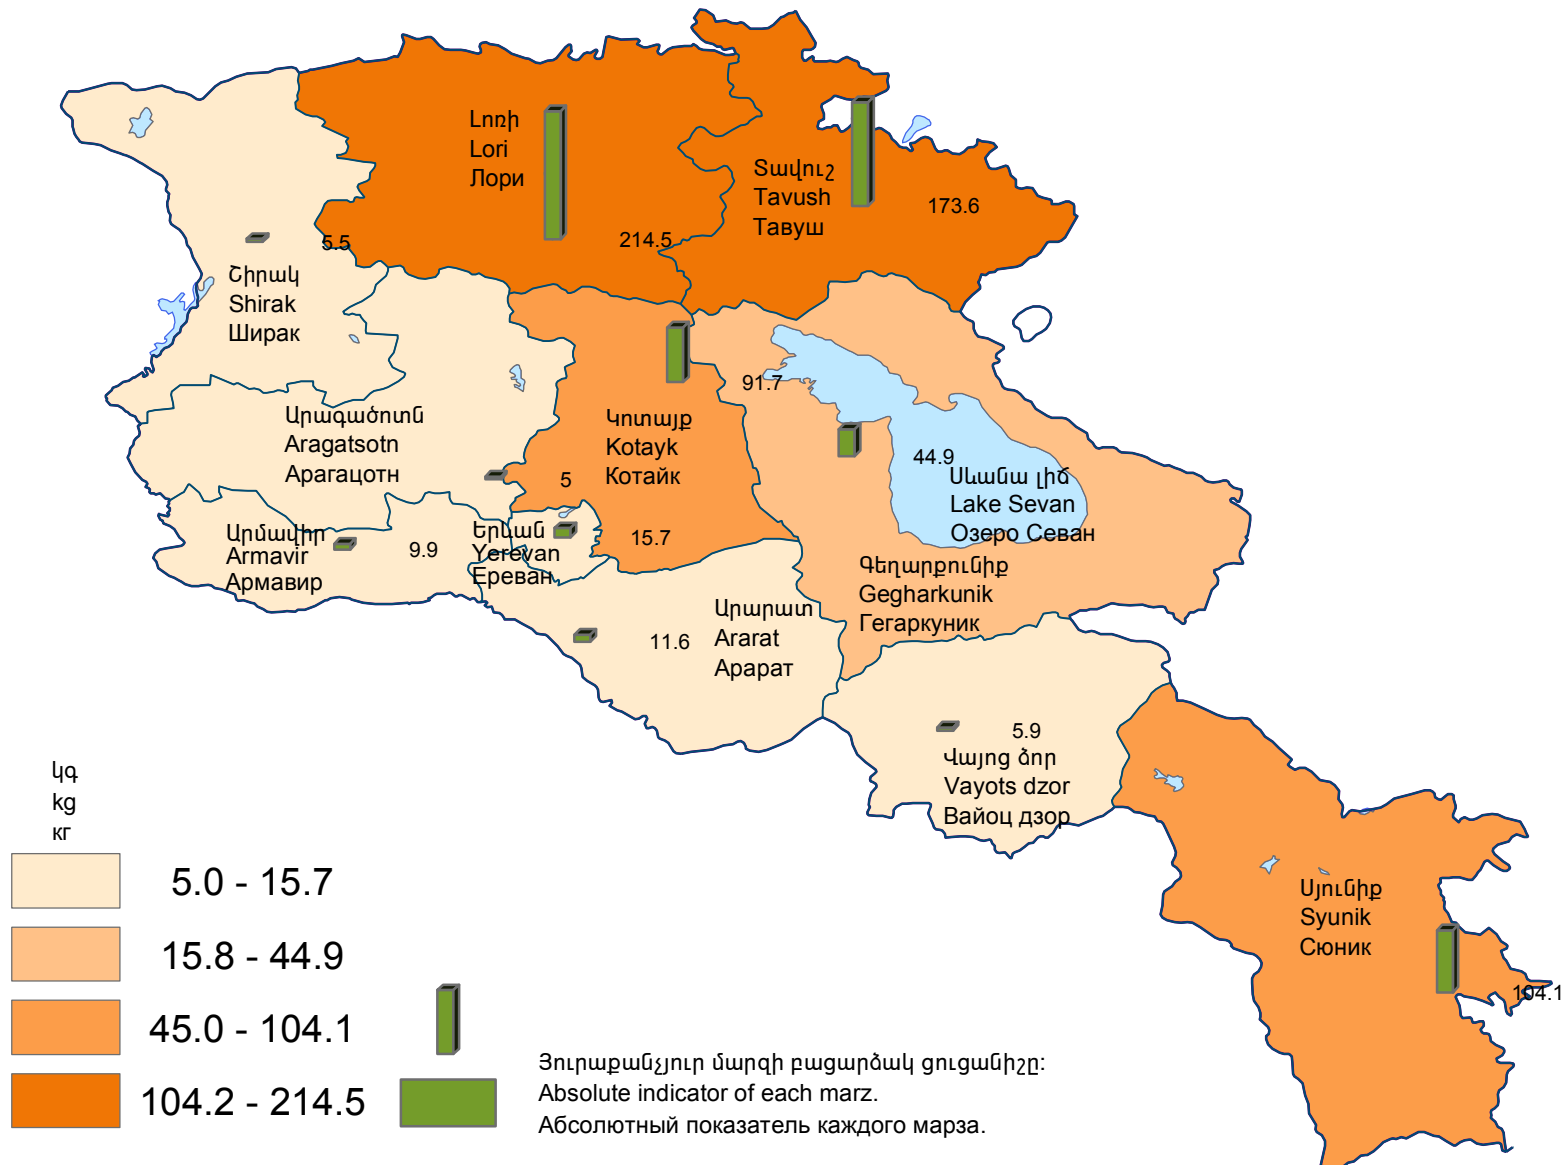 Լոռի
Lori
Лори
214.5
Տավուշ
Tavush
Тавуш
173.6
5.5
Շիրակ
Shirak
Ширак
Արագածոտն
Aragatsotn
Арагацотн
5
Կոտայք
Kotayk
Котайк
15.7
91.7
44.9
Սևանա լիճ
Lake Sevan
Озеро Севан
Գեղարքունիք
Gegharkunik
Гегаркуник
Արմավիր
Armavir
Армавир
9.9
Երևան
Yerevan
Ереван
11.6
Արարատ
Ararat
Арарат
5.9
Վայոց ձոր
Vayots dzor
Вайоц дзор
Սյունիք
Syunik
Сюник
104.1
կգ
kg
кг
5.0 - 15.7
15.8 - 44.9
45.0 - 104.1
104.2 - 214.5
Յուրաքանչյուր մարզի բացարձակ ցուցանիշը:
Absolute indicator of each marz.
Абсолютный показатель каждого марза.